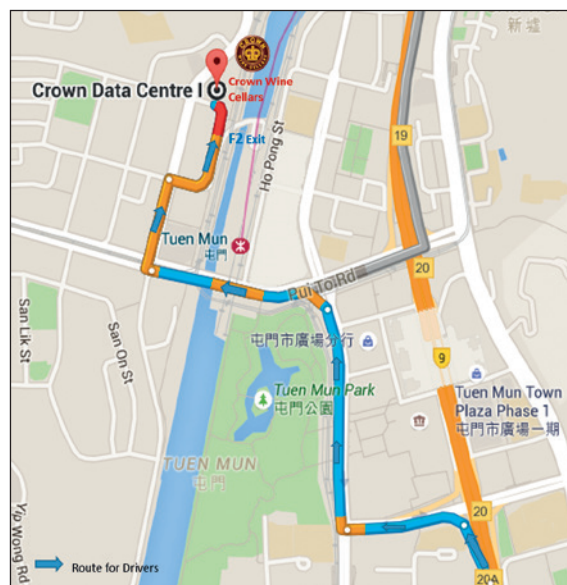 新墟
CROWN
WINE CELLARS
Crown Data Centre I
Crown Wine
Cellars
F2 Exit
Ho Pong St
19
Tuen Mun
屯門
20
Pui To Rd
San Lik St
San On St
屯門市廣場分行
9
Tuen Mun Park
屯門公園
Tuen Mun Town
Plaza Phase 1
屯門市廣場一期
TUEN MUN
屯門
Yip Wong Rd
20
Route for Drivers
20A